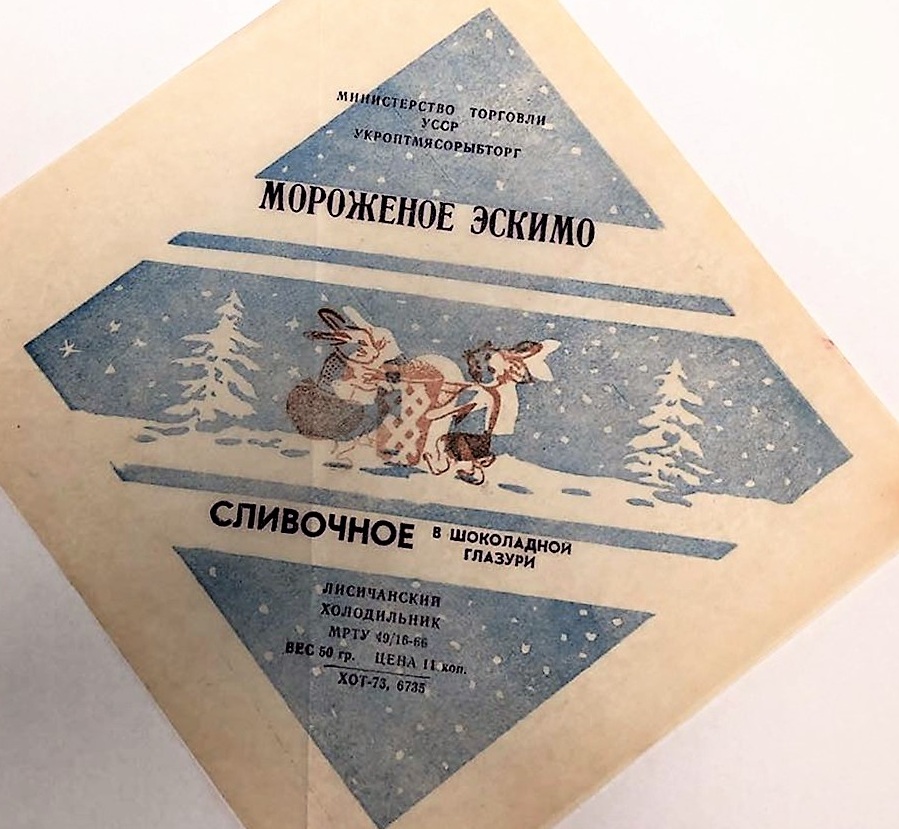 МИНИСТЕРСТВО ТОРГОВЛИ
УССР
УКРОПТМЯСОРЫБТОРГ
МОРОЖЕНОЕ ЭСКИМО
СЛИВОЧНОЕ В ШОКОЛАДНОЙ
ГЛАЗУРИ
ЛИСИЧАНСКИЙ
ХОЛОДИЛЬНИК
МРТУ 49/16-66
ВЕС 50 гр. ЦЕНА 11 коп.
ХОТ-73, 6735